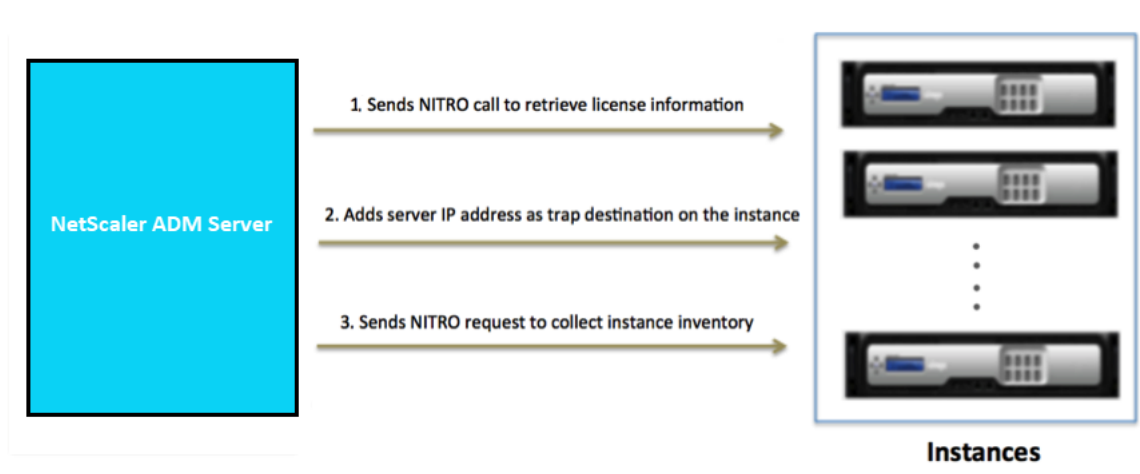 1. Sends NITRO call to retrieve license information
NetScaler ADM Server
2. Adds server IP address as trap destination on the instance
3. Sends NITRO request to collect instance inventory
Instances